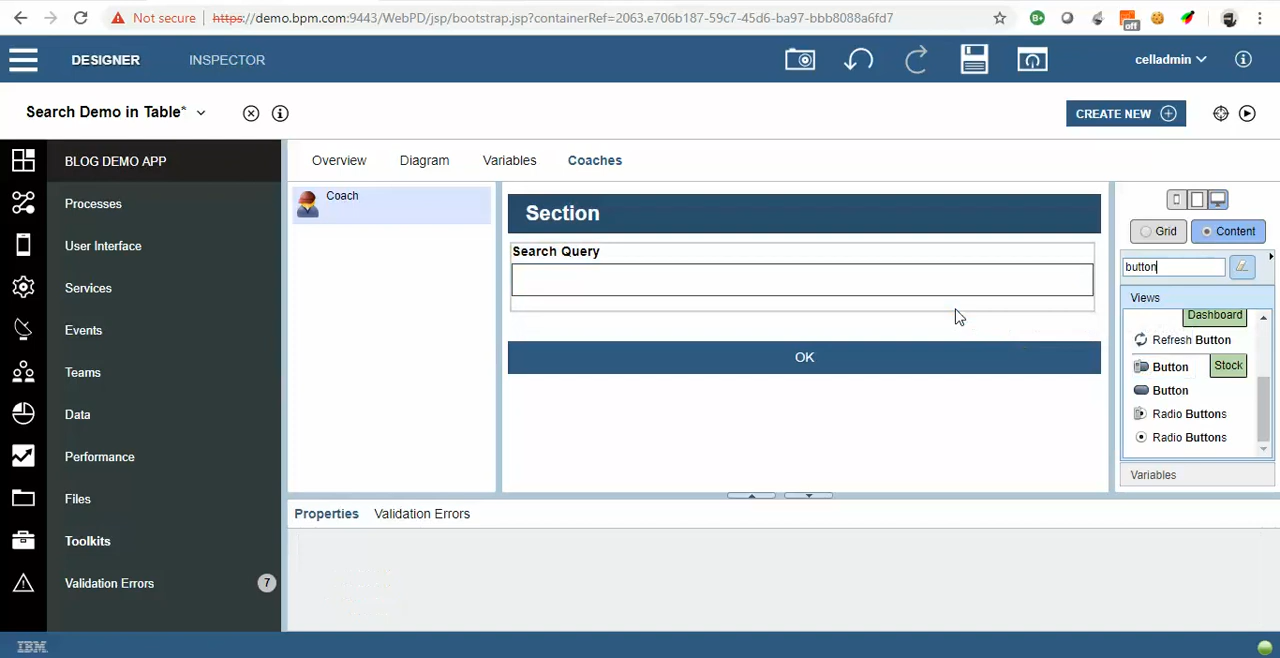 Not secure
https://demo.bpm.com:9443/WebPD/jsp/bootstrap.jsp?containerRef=2063.e706b187-59c7-45d6-ba97-bbb8088a6fd7
off
DESIGNER
INSPECTOR
celladmin
Search Demo in Table*
CREATE NEW
BLOG DEMO APP
Processes
User Interface
Services
Events
Teams
Data
Performance
Files
Toolkits
Validation Errors
7
Overview
Diagram
Variables
Coaches
Coach
Section
Search Query
OK
Grid
Content
button
Views
Dashboard
Refresh Button
Button
Stock
Button
Radio Buttons
Radio Buttons
Variables
Properties
Validation Errors
IBM